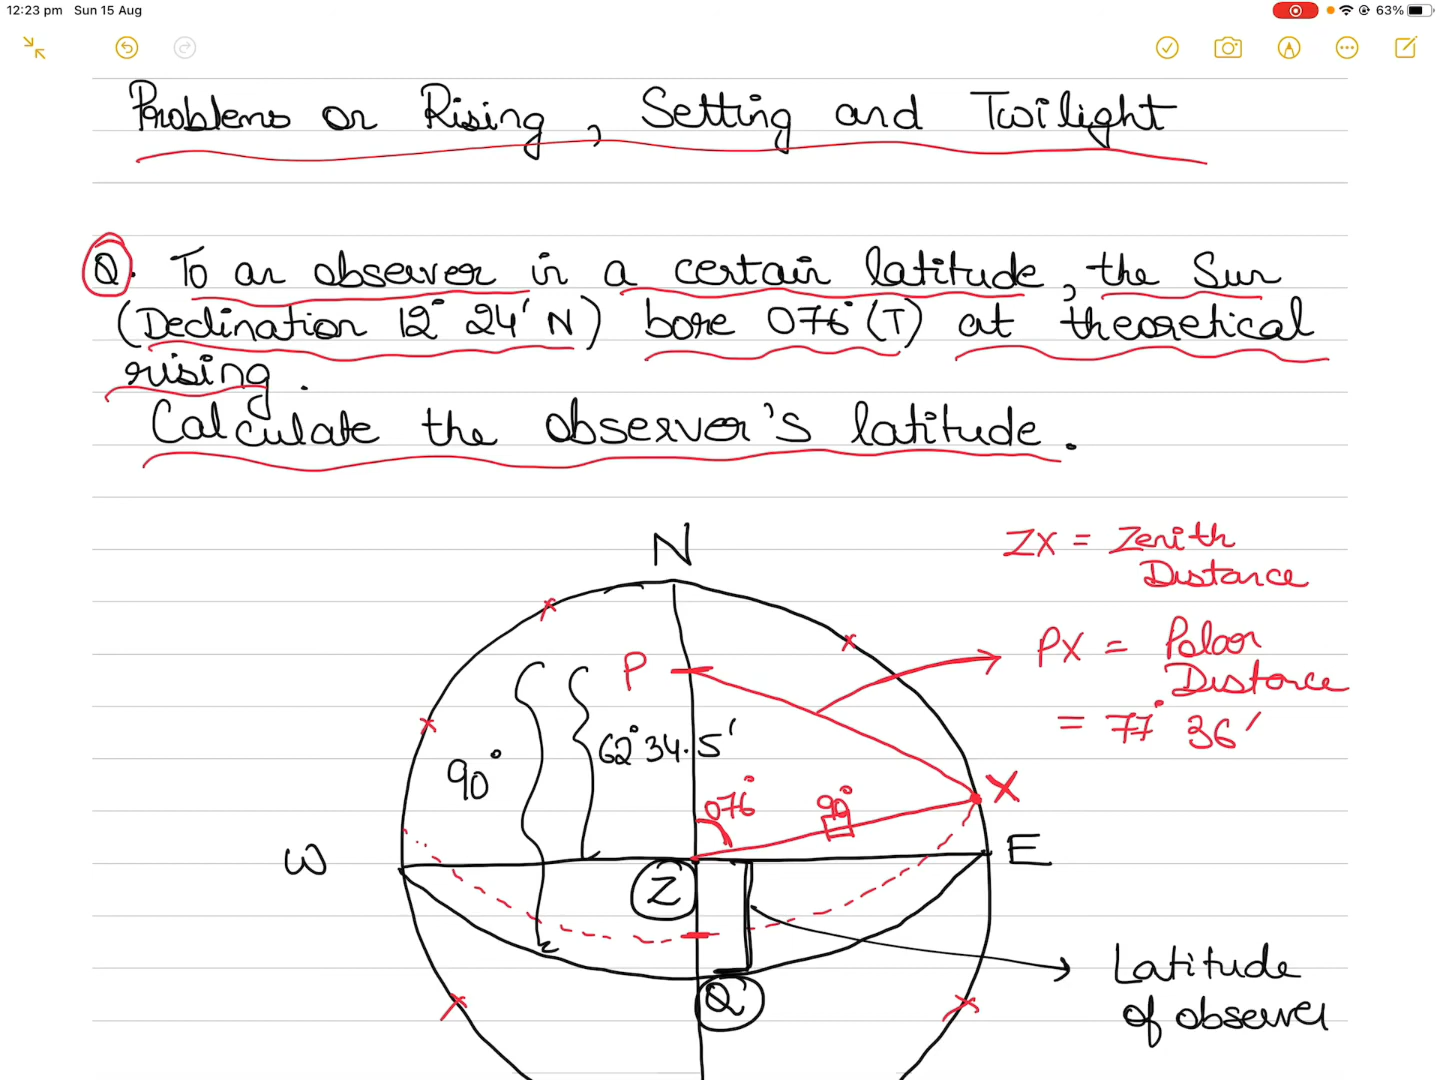 12:23 pm Sun 15 Aug
63%
Problems on Rising, Setting and Twilight
Q. To an observer in a certain latitude, the Sun
(Declination 12° 24' N) bore 076° (T) at theoretical
rising.
Calculate the observer's latitude.
N
ZX = Zenith
Distance
P
PX = Polar
Distance
= 77° 36'
62° 34.5'
90°
076°
90°
X
W
E
Z
Q
Latitude
of observer